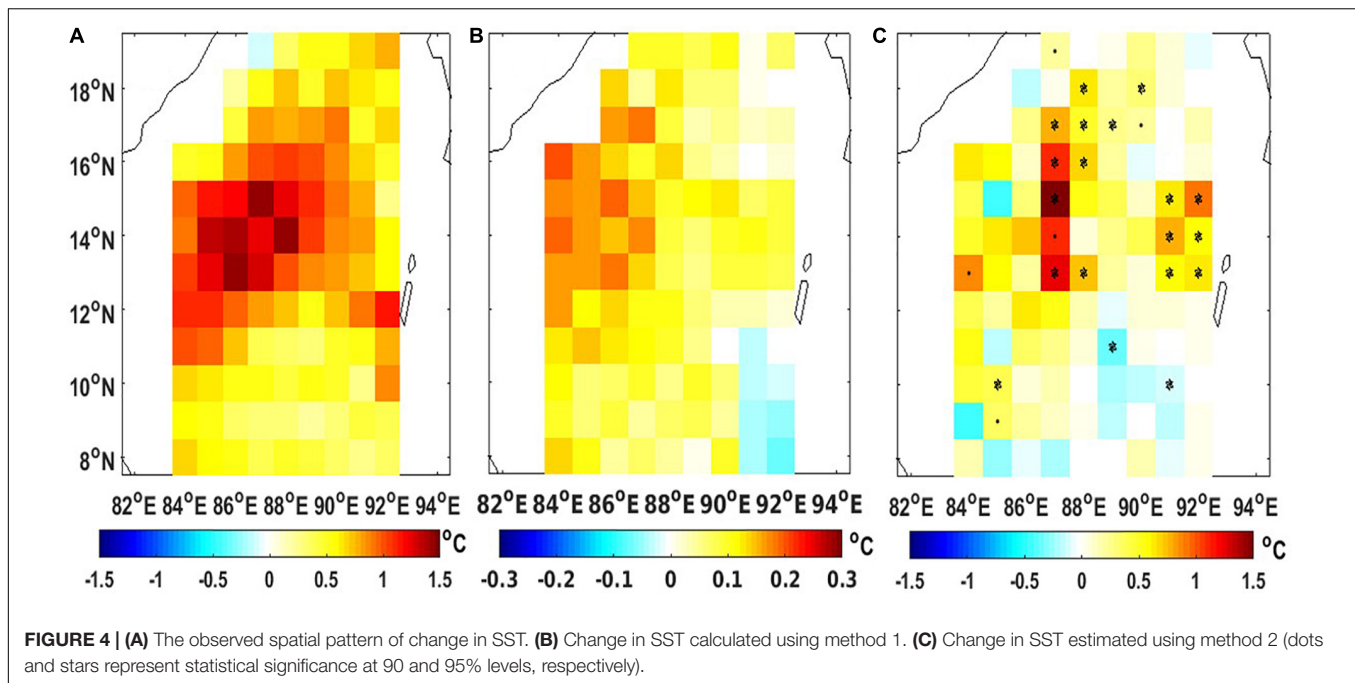 A B C
18°N
16°N
14°N
12°N
10°N
8°N
82°E 84°E 86°E 88°E 90°E 92°E 94°E
82°E 84°E 86°E 88°E 90°E 92°E 94°E
82°E 84°E 86°E 88°E 90°E 92°E 94°E
°C
-1.5 -1 -0.5 0 0.5 1 1.5
-0.3 -0.2 -0.1 0 0.1 0.2 0.3
°C
-1.5 -1 -0.5 0 0.5 1 1.5
FIGURE 4 | (A) The observed spatial pattern of change in SST. (B) Change in SST calculated using method 1. (C) Change in SST estimated using method 2 (dots
and stars represent statistical significance at 90 and 95% levels, respectively).